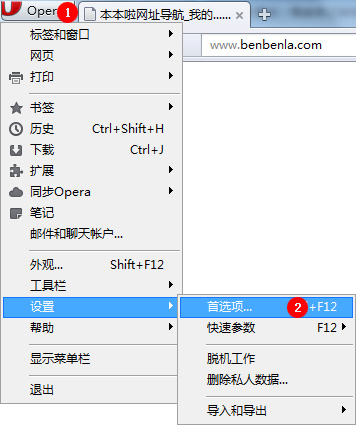 Opera 1 本本啦网址导航_我的......
www.benbenla.com
标签和窗口
网页
打印
书签
历史 Ctrl+Shift+H
下载 Ctrl+J
扩展
同步Opera
笔记
邮件和聊天帐户...
外观... Shift+F12
工具栏
设置
帮助
显示菜单栏
退出
首选项... 2 +F12
快速参数 F12
脱机工作
删除私人数据...
导入和导出